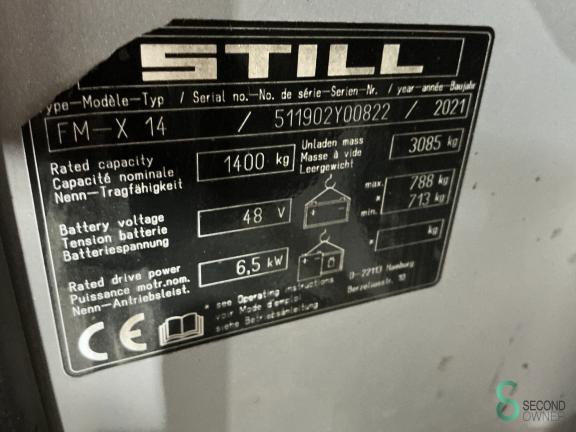 STILL
ype-Modèle-Typ / Serial no.-No. de série-Serien-Nr. / year-année-Baujahr
FM-X 14 / 511902Y00822 / 2021
Rated capacity
Capacité nominale
Nenn-Tragfähigkeit
1400 kg
Unladen mass
Masse à vide
Leergewicht
3085 kg
Battery voltage
Tension batterie
Batteriespannung
48 V
max. 788 kg
*
min. 713 kg
Rated drive power
Puissance motr.nom.
Nenn-Antriebsleist.
6,5 kW
* kg
D-22113 Hamburg
Berzeliusstr. 10
* see Operating instructions
voir Mode d'emploi
siehe Betriebsanleitung
CE
SECOND
OWNER